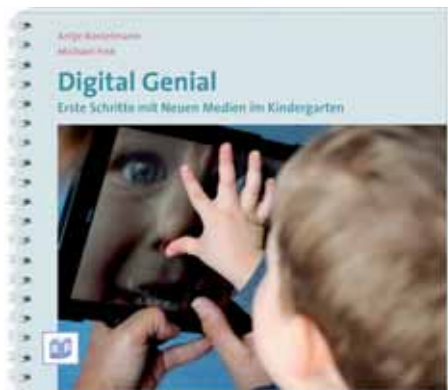 Antje Bostelmann
Michael Fink
Digital Genial
Erste Schritte mit Neuen Medien im Kindergarten